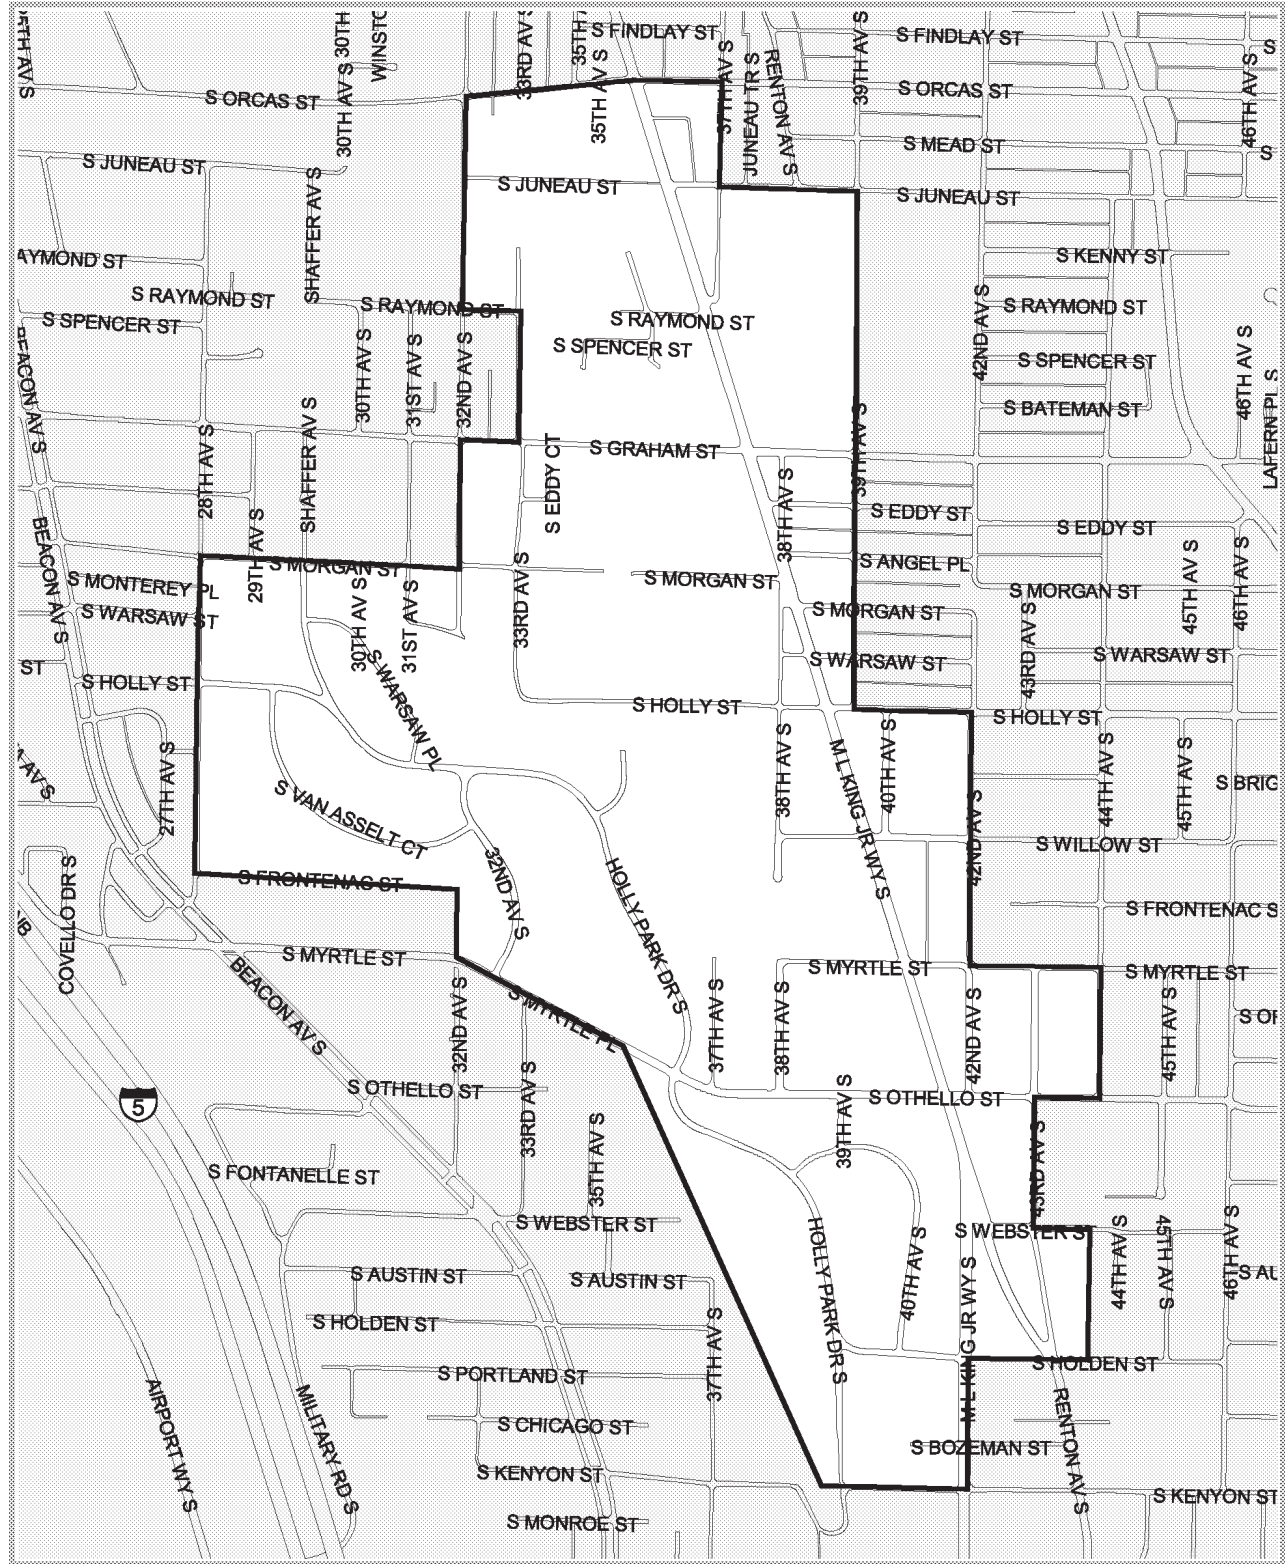 30TH
WINSTC
33RD AV S
35TH
S FINDLAY ST
37TH AV S
RENTON AV S
39TH AV S
S FINDLAY ST
S
S ORCAS ST
30TH AV S
35TH AV S
JUNEAU TR S
S ORCAS ST
46TH AV S
S MEAD ST
S
S JUNEAU ST
SHAFFER AV S
S JUNEAU ST
S JUNEAU ST
AYMOND ST
S KENNY ST
S RAYMOND ST
S RAYMOND ST
S RAYMOND ST
42ND AV S
S RAYMOND ST
S SPENCER ST
S SPENCER ST
S SPENCER ST
BEACON AV S
30TH AV S
31ST AV S
32ND AV S
46TH AV S
LAFERN PL S
S BATEMAN ST
28TH AV S
SHAFFER AV S
S EDDY CT
S GRAHAM ST
38TH AV S
39TH AV S
S EDDY ST
S EDDY ST
BEACON AV S
29TH AV S
S MORGAN ST
33RD AV S
S MORGAN ST
S ANGEL PL
S MORGAN ST
45TH AV S
46TH AV S
S MONTEREY PL
S WARSAW ST
30TH AV S
31ST AV S
S MORGAN ST
43RD AV S
ST
S HOLLY ST
S WARSAW PL
S WARSAW ST
S WARSAW ST
S HOLLY ST
S HOLLY ST
AV S
27TH AV S
S VAN ASSELT CT
38TH AV S
M L KING JR WY S
40TH AV S
42ND AV S
44TH AV S
45TH AV S
S BRIG
S WILLOW ST
COVELLO DR S
S FRONTENAC ST
32ND AV S
HOLLY PARK DR S
S FRONTENAC S
NB
S MYRTLE ST
S MYRTLE ST
S MYRTLE ST
BEACON AV S
32ND AV S
S MYRTLE PL
37TH AV S
38TH AV S
42ND AV S
45TH AV S
5
S OTHELLO ST
33RD AV S
35TH AV S
39TH AV S
S OTHELLO ST
43RD AV S
S FONTANELLE ST
S WEBSTER ST
HOLLY PARK DR S
40TH AV S
S WEBSTER ST
44TH AV S
45TH AV S
46TH AV S
S AUSTIN ST
S AUSTIN ST
S AU
S HOLDEN ST
37TH AV S
M L KING JR WY S
S HOLDEN ST
S PORTLAND ST
AIRPORT WY S
MILITARY RD S
S CHICAGO ST
S BOZEMAN ST
RENTON AV S
S KENYON ST
S KENYON ST
S MONROE ST